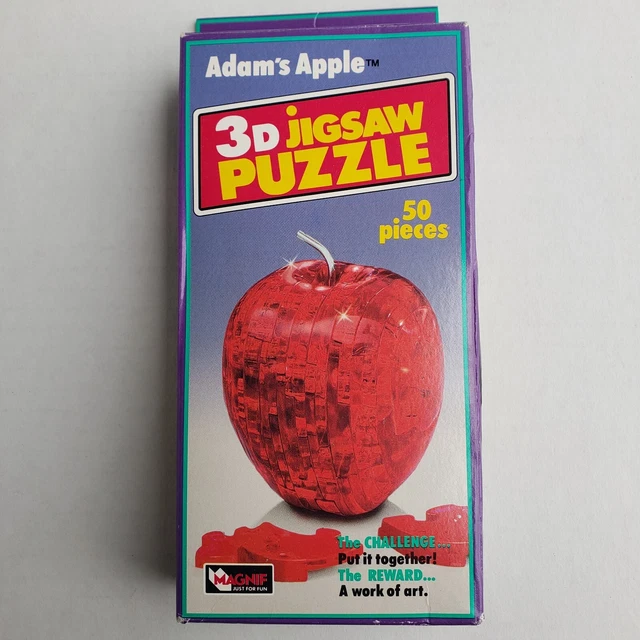 Adam's Apple™
3D JIGSAW
PUZZLE
50
pieces
The CHALLENGE...
Put it together!
The REWARD...
A work of art.
MAGNIF
JUST FOR FUN